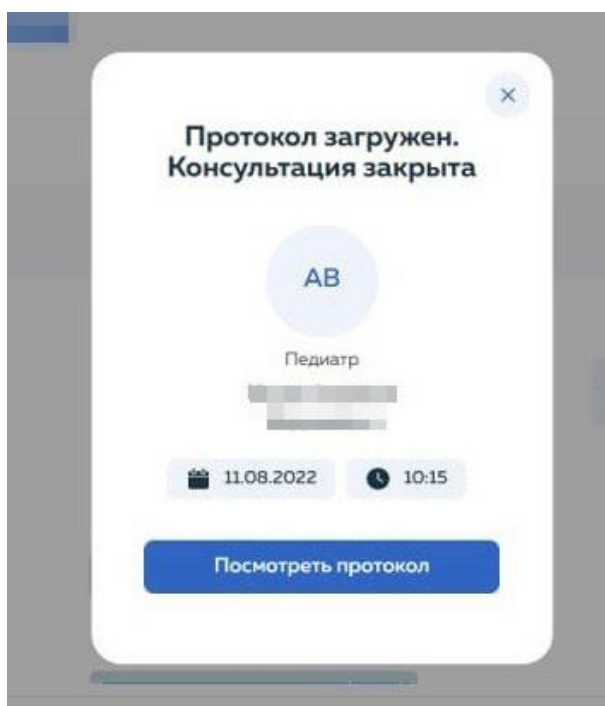 Протокол загружен.
Консультация закрыта
АВ
Педиатр
11.08.2022 10:15
Посмотреть протокол